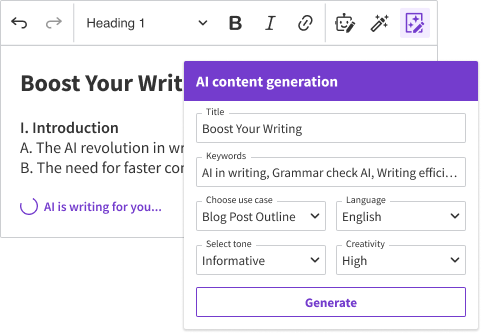 Heading 1
B I
Boost Your Writ
I. Introduction
A. The AI revolution in wr
B. The need for faster con
AI is writing for you...
AI content generation
Title
Boost Your Writing
Keywords
AI in writing, Grammar check AI, Writing effici...
Choose use case
Blog Post Outline
Language
English
Select tone
Informative
Creativity
High
Generate